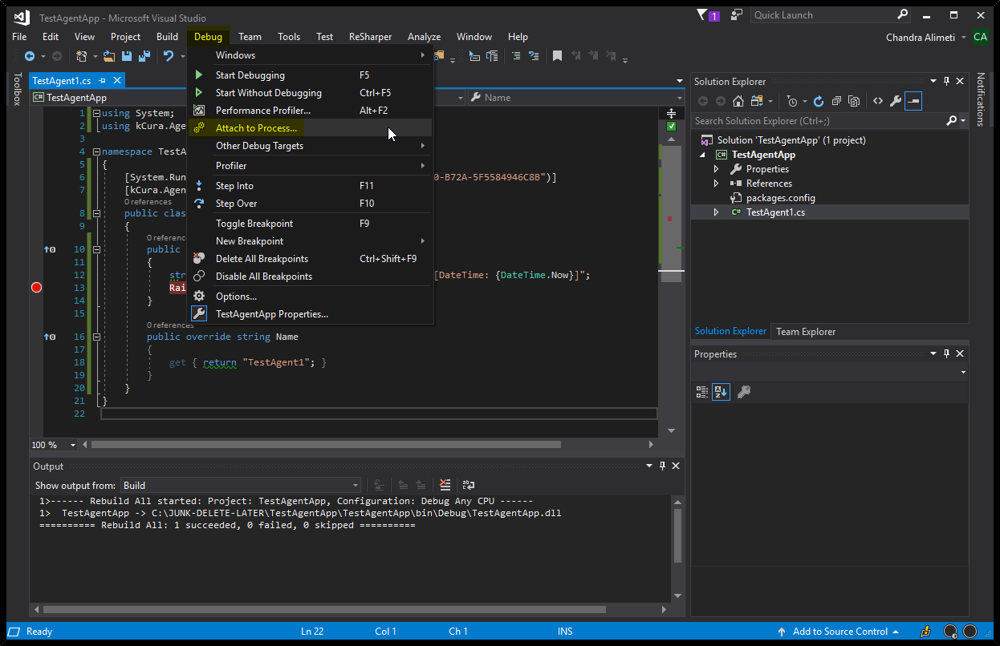 TestAgentApp - Microsoft Visual Studio
1
Quick Launch
File Edit View Project Build Debug Team Tools Test ReSharper Analyze Window Help
Chandra Alimeti CA
Toolbox
TestAgent1.cs
TestAgentApp
Name
Windows
Start Debugging F5
Start Without Debugging Ctrl+F5
Performance Profiler... Alt+F2
Attach to Process...
Other Debug Targets
Profiler
Step Into F11
Step Over F10
Toggle Breakpoint F9
New Breakpoint
Delete All Breakpoints Ctrl+Shift+F9
Disable All Breakpoints
Options...
TestAgentApp Properties...
1 using System;
2 using kCura.Age
3
4 namespace TestA
5 {
6 [System.Run 0-B72A-5F5584946C8B")]
7 [kCura.Agen
0 references
8 public clas
9 {
0 referenc
10 public
11 {
12 str [DateTime: {DateTime.Now}]";
13 Rai
14 }
15
0 references
16 public override string Name
17 {
18 get { return "TestAgent1"; }
19 }
20 }
21 }
22
100 %
Solution Explorer
Search Solution Explorer (Ctrl+;)
Solution 'TestAgentApp' (1 project)
TestAgentApp
Properties
References
packages.config
TestAgent1.cs
Solution Explorer Team Explorer
Notifications
Properties
Output
Show output from: Build
1>------ Rebuild All started: Project: TestAgentApp, Configuration: Debug Any CPU ------
1> TestAgentApp -> C:\JUNK-DELETE-LATER\TestAgentApp\TestAgentApp\bin\Debug\TestAgentApp.dll
========== Rebuild All: 1 succeeded, 0 failed, 0 skipped ==========
Ready Ln 22 Col 1 Ch 1 INS Add to Source Control